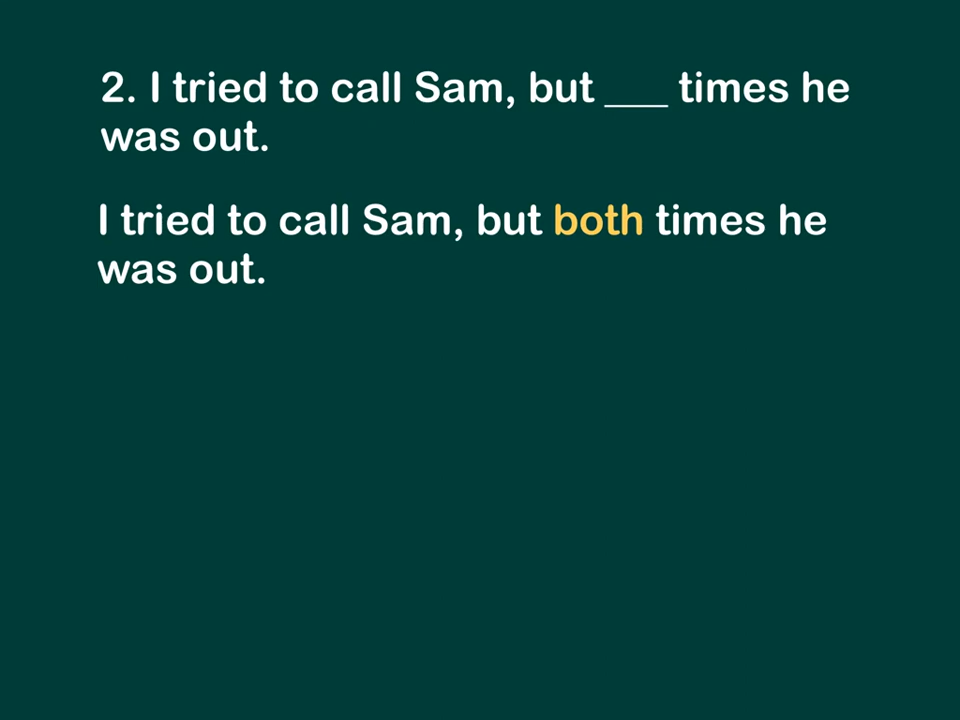 2. I tried to call Sam, but ___ times he
was out.
I tried to call Sam, but both times he
was out.